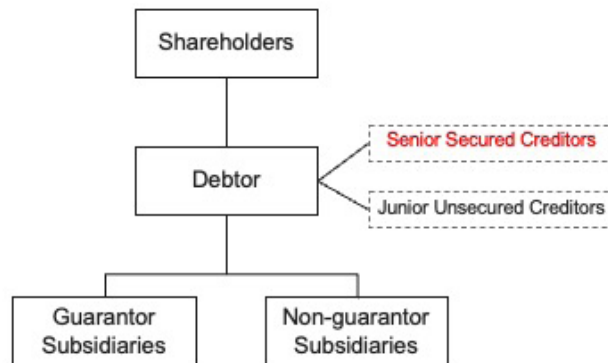 Shareholders
Senior Secured Creditors
Debtor
Junior Unsecured Creditors
Guarantor
Subsidiaries
Non-guarantor
Subsidiaries